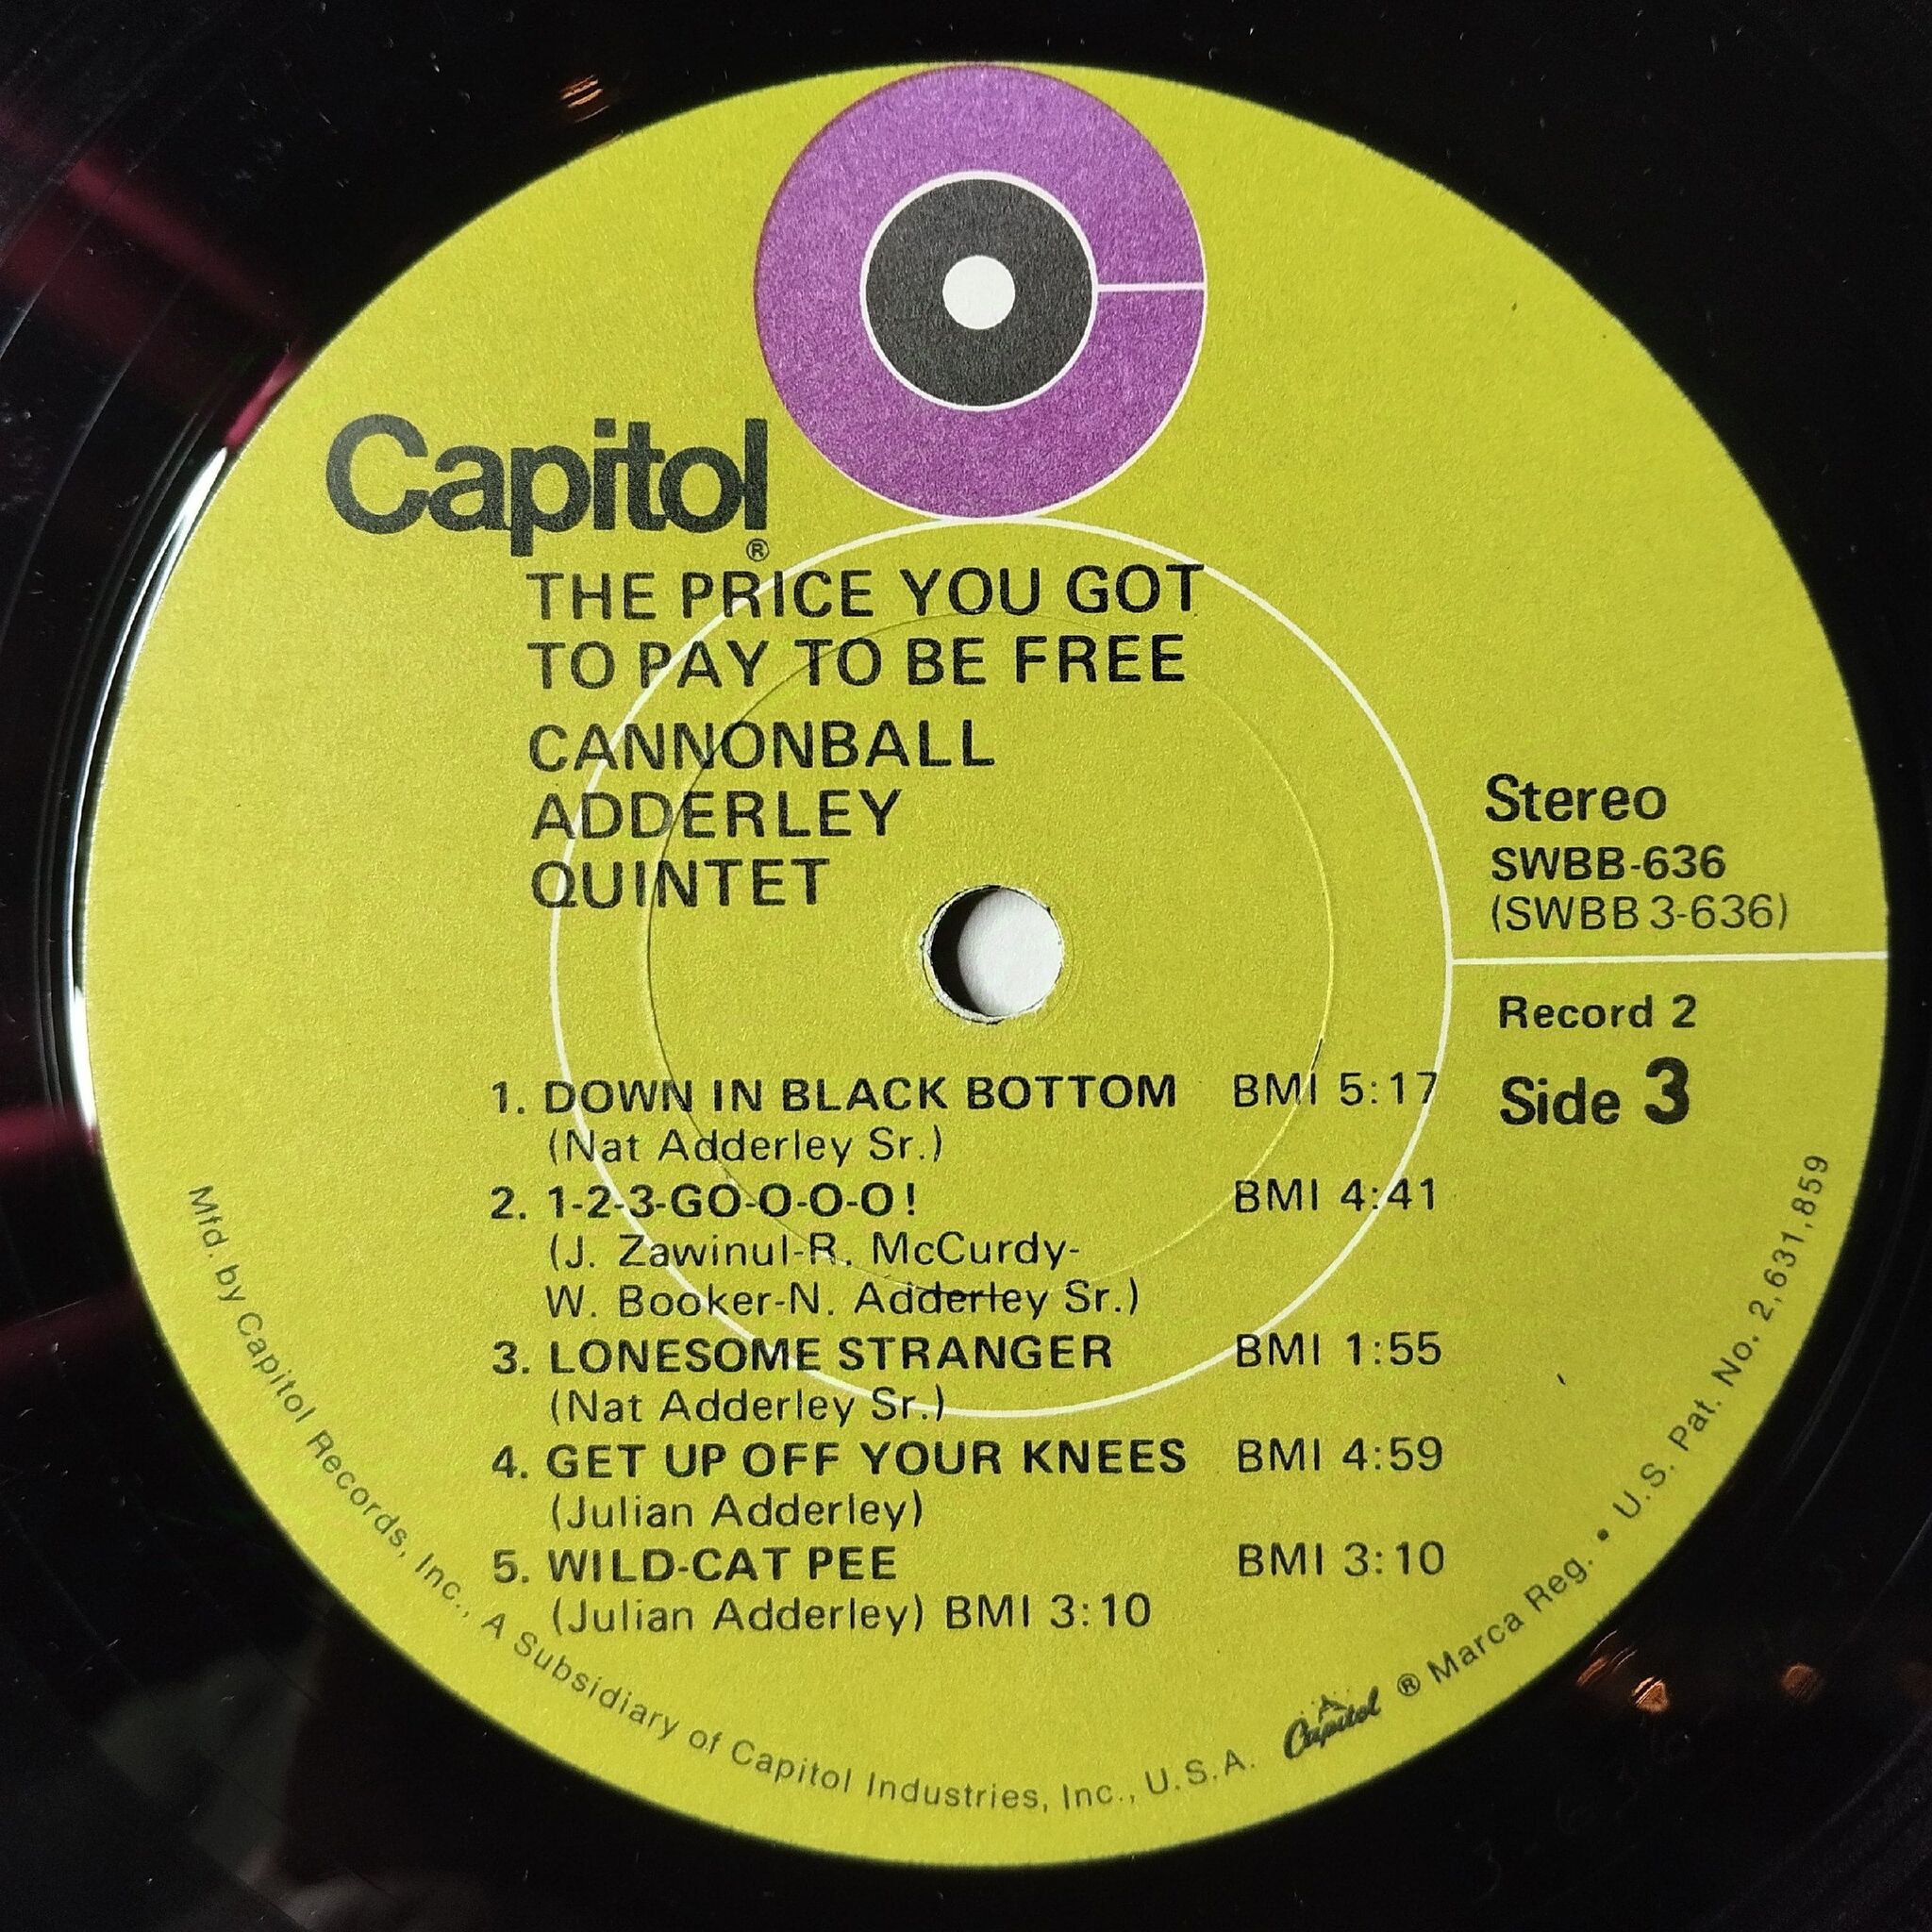 Capitol
®
THE PRICE YOU GOT
TO PAY TO BE FREE
CANNONBALL
ADDERLEY
QUINTET
Stereo
SWBB-636
(SWBB 3-636)
Record 2
Side 3
1. DOWN IN BLACK BOTTOM BMI 5:17
(Nat Adderley Sr.)
2. 1-2-3-GO-O-O-O! BMI 4:41
(J. Zawinul-R. McCurdy-
W. Booker-N. Adderley Sr.)
3. LONESOME STRANGER BMI 1:55
(Nat Adderley Sr.)
4. GET UP OFF YOUR KNEES BMI 4:59
(Julian Adderley)
5. WILD-CAT PEE BMI 3:10
(Julian Adderley) BMI 3:10
Mfd. by Capitol Records, Inc., A Subsidiary of Capitol Industries, Inc., U.S.A. Capitol ® Marca Reg. • U.S. Pat. No. 2,631,859